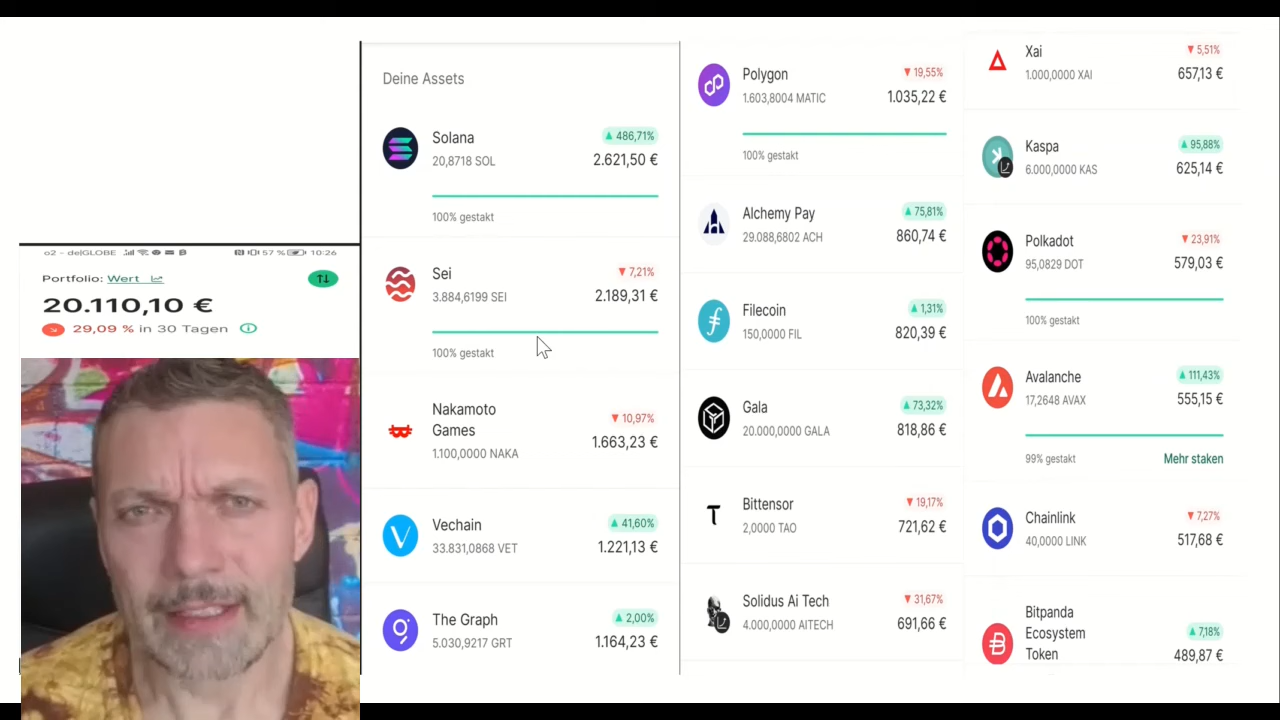 o2 - de|GLOBE
57 %
10:26
Portfolio: Wert
20.110,10 €
29,09 % in 30 Tagen
Deine Assets
Solana
486,71%
20,8718 SOL
2.621,50 €
100% gestakt
Sei
7,21%
3.884,6199 SEI
2.189,31 €
100% gestakt
Nakamoto
Games
10,97%
1.663,23 €
1.100,0000 NAKA
Vechain
41,60%
33.831,0868 VET
1.221,13 €
The Graph
2,00%
5.030,9217 GRT
1.164,23 €
Polygon
19,55%
1.603,8004 MATIC
1.035,22 €
100% gestakt
Alchemy Pay
75,81%
29.088,6802 ACH
860,74 €
Filecoin
1,31%
150,0000 FIL
820,39 €
Gala
73,32%
20.000,0000 GALA
818,86 €
Bittensor
19,17%
2,0000 TAO
721,62 €
Solidus Ai Tech
31,67%
4.000,0000 AITECH
691,66 €
Xai
5,51%
1.000,0000 XAI
657,13 €
Kaspa
95,88%
6.000,0000 KAS
625,14 €
Polkadot
23,91%
95,0829 DOT
579,03 €
100% gestakt
Avalanche
111,43%
17,2648 AVAX
555,15 €
99% gestakt
Mehr staken
Chainlink
7,27%
40,0000 LINK
517,68 €
Bitpanda
Ecosystem
Token
7,18%
489,87 €